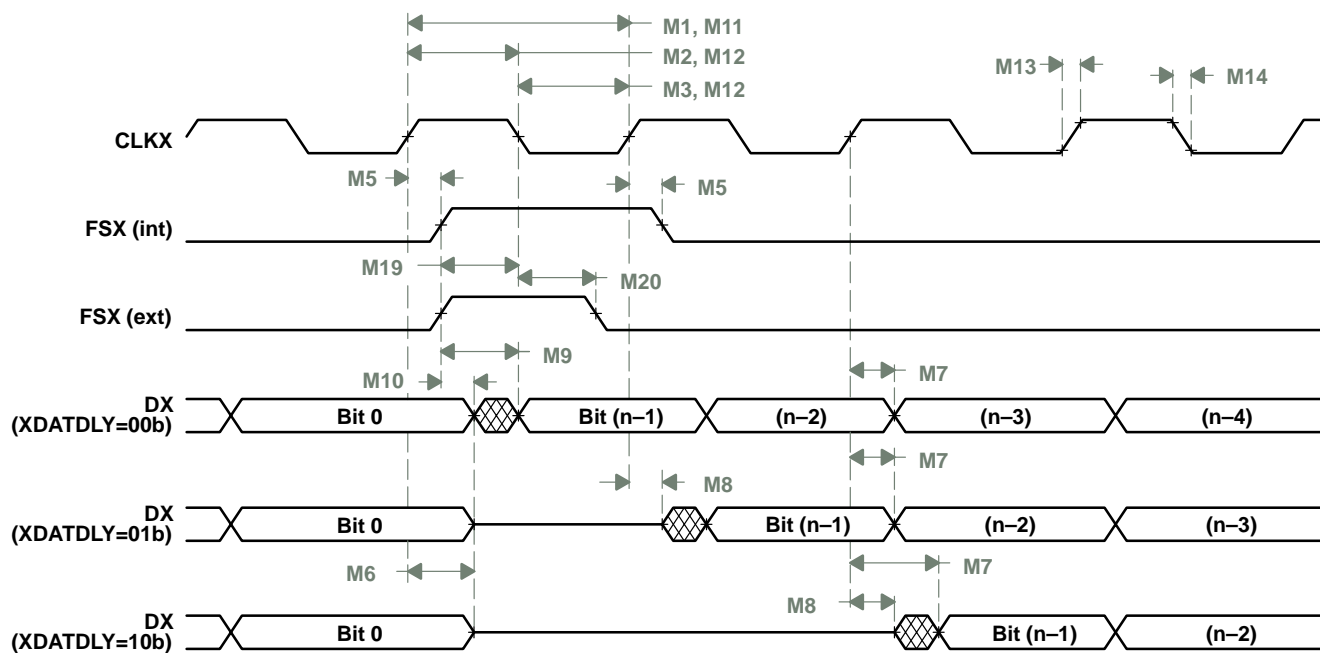 M1, M11
M2, M12
M3, M12
M13
M14
CLKX
M5
M5
FSX (int)
M19
M20
FSX (ext)
M9
M10
M7
DX
(XDATDLY=00b)
Bit 0
Bit (n–1)
(n–2)
(n–3)
(n–4)
M7
M8
DX
(XDATDLY=01b)
Bit 0
Bit (n–1)
(n–2)
(n–3)
M6
M7
M8
DX
(XDATDLY=10b)
Bit 0
Bit (n–1)
(n–2)